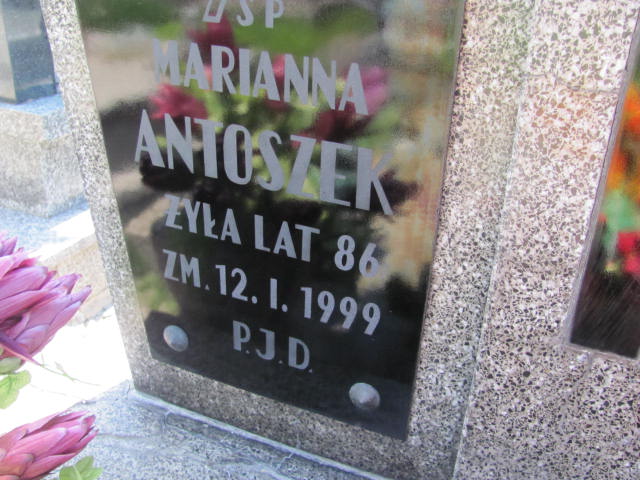 ŚP
MARIANNA
ANTOSZEK
ŻYŁA LAT 86
ZM. 12. I. 1999
P.J.D.